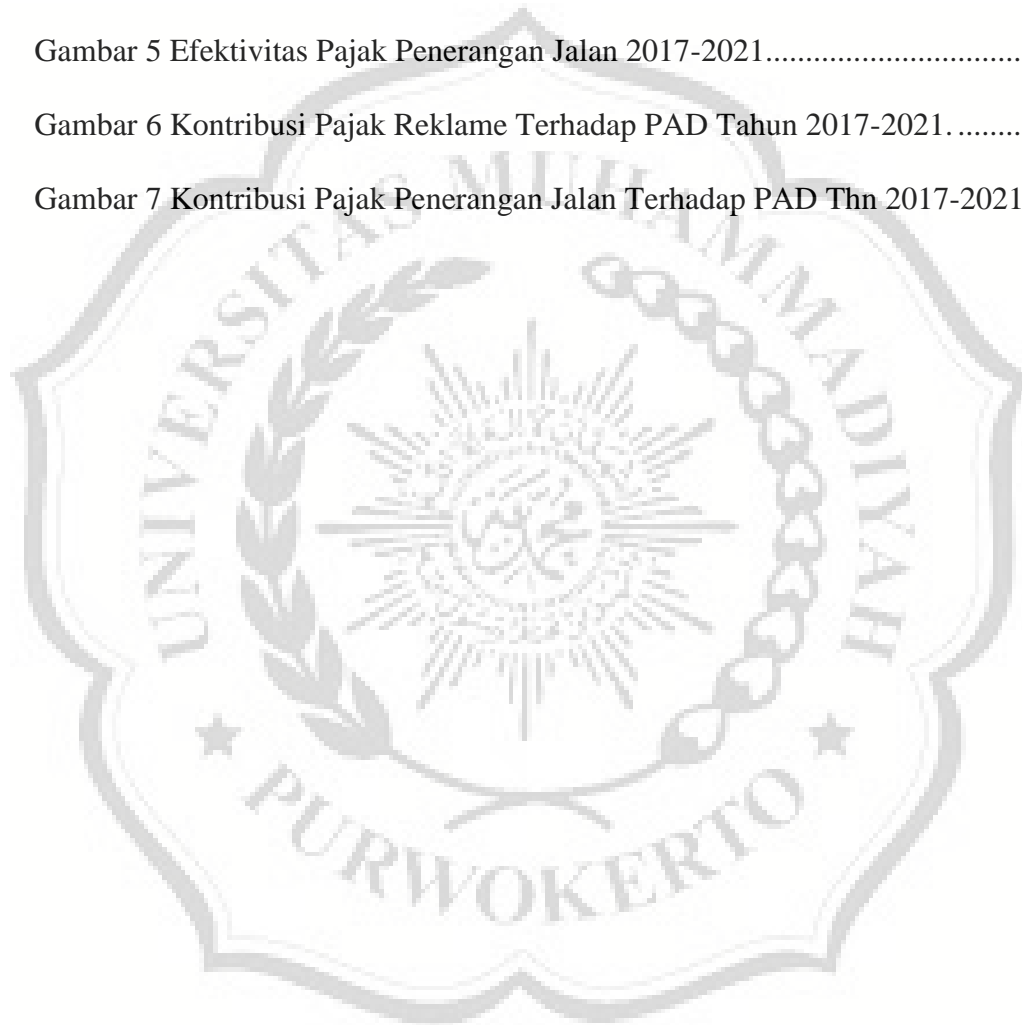 Gambar 5 Efektivitas Pajak Penerangan Jalan 2017-2021................................
Gambar 6 Kontribusi Pajak Reklame Terhadap PAD Tahun 2017-2021. ........
Gambar 7 Kontribusi Pajak Penerangan Jalan Terhadap PAD Thn 2017-2021
UNIVERSITAS MUHAMMADIYAH
PURWOKERTO